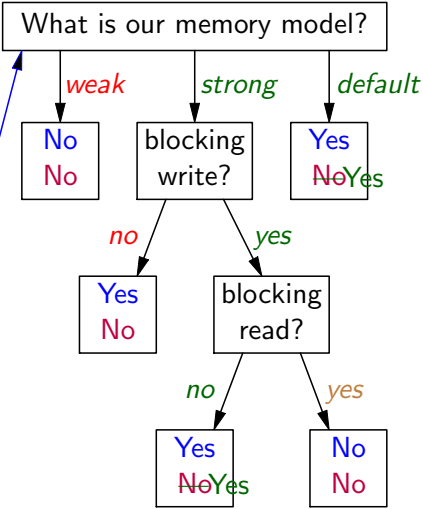 What is our memory model?
weak
strong
default
No
No
blocking
write?
Yes
No Yes
no
yes
Yes
No
blocking
read?
no
yes
Yes
No Yes
No
No